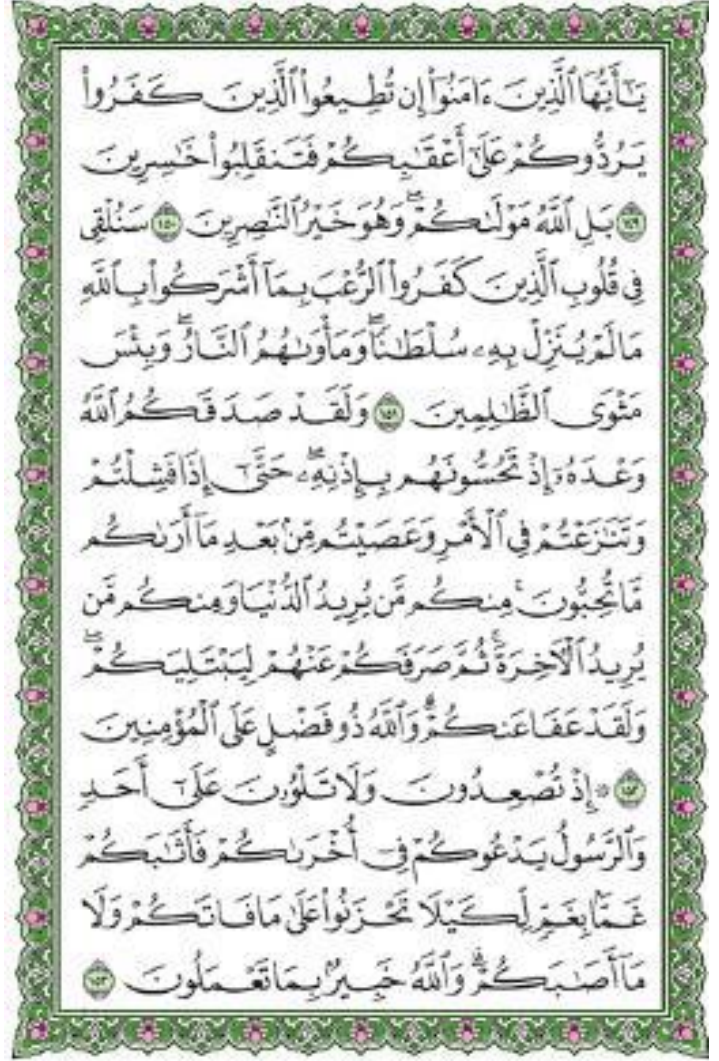 يَـٰٓأَيُّهَا ٱلَّذِينَ ءَامَنُوٓا۟ إِن تُطِيعُوا۟ ٱلَّذِينَ كَفَرُوا۟
يَرُدُّوكُمْ عَلَىٰٓ أَعْقَـٰبِكُمْ فَتَنقَلِبُوا۟ خَـٰسِرِينَ
١٤٩ بَلِ ٱللَّهُ مَوْلَىٰكُمْ ۖ وَهُوَ خَيْرُ ٱلنَّـٰصِرِينَ ١٥٠ سَنُلْقِى
فِى قُلُوبِ ٱلَّذِينَ كَفَرُوا۟ ٱلرُّعْبَ بِمَآ أَشْرَكُوا۟ بِٱللَّهِ
مَا لَمْ يُنَزِّلْ بِهِۦ سُلْطَـٰنًا ۖ وَمَأْوَىٰهُمُ ٱلنَّارُ ۚ وَبِئْسَ
مَثْوَى ٱلظَّـٰلِمِينَ ١٥١ وَلَقَدْ صَدَقَكُمُ ٱللَّهُ
وَعْدَهُۥٓ إِذْ تَحُسُّونَهُم بِإِذْنِهِۦ ۖ حَتَّىٰٓ إِذَا فَشِلْتُمْ
وَتَنَـٰزَعْتُمْ فِى ٱلْأَمْرِ وَعَصَيْتُم مِّنۢ بَعْدِ مَآ أَرَىٰكُم
مَّا تُحِبُّونَ ۚ مِنكُم مَّن يُرِيدُ ٱلدُّنْيَا وَمِنكُم مَّن
يُرِيدُ ٱلْـَٔاخِرَةَ ۚ ثُمَّ صَرَفَكُمْ عَنْهُمْ لِيَبْتَلِيَكُمْ ۖ
وَلَقَدْ عَفَا عَنكُمْ ۗ وَٱللَّهُ ذُو فَضْلٍ عَلَى ٱلْمُؤْمِنِينَ
١٥٢ ۞ إِذْ تُصْعِدُونَ وَلَا تَلْوُۥنَ عَلَىٰٓ أَحَدٍ
وَٱلرَّسُولُ يَدْعُوكُمْ فِىٓ أُخْرَىٰكُمْ فَأَثَـٰبَكُمْ
غَمًّۢا بِغَمٍّ لِّكَيْلَا تَحْزَنُوا۟ عَلَىٰ مَا فَاتَكُمْ وَلَا
مَآ أَصَـٰبَكُمْ ۗ وَٱللَّهُ خَبِيرٌۢ بِمَا تَعْمَلُونَ ١٥٣